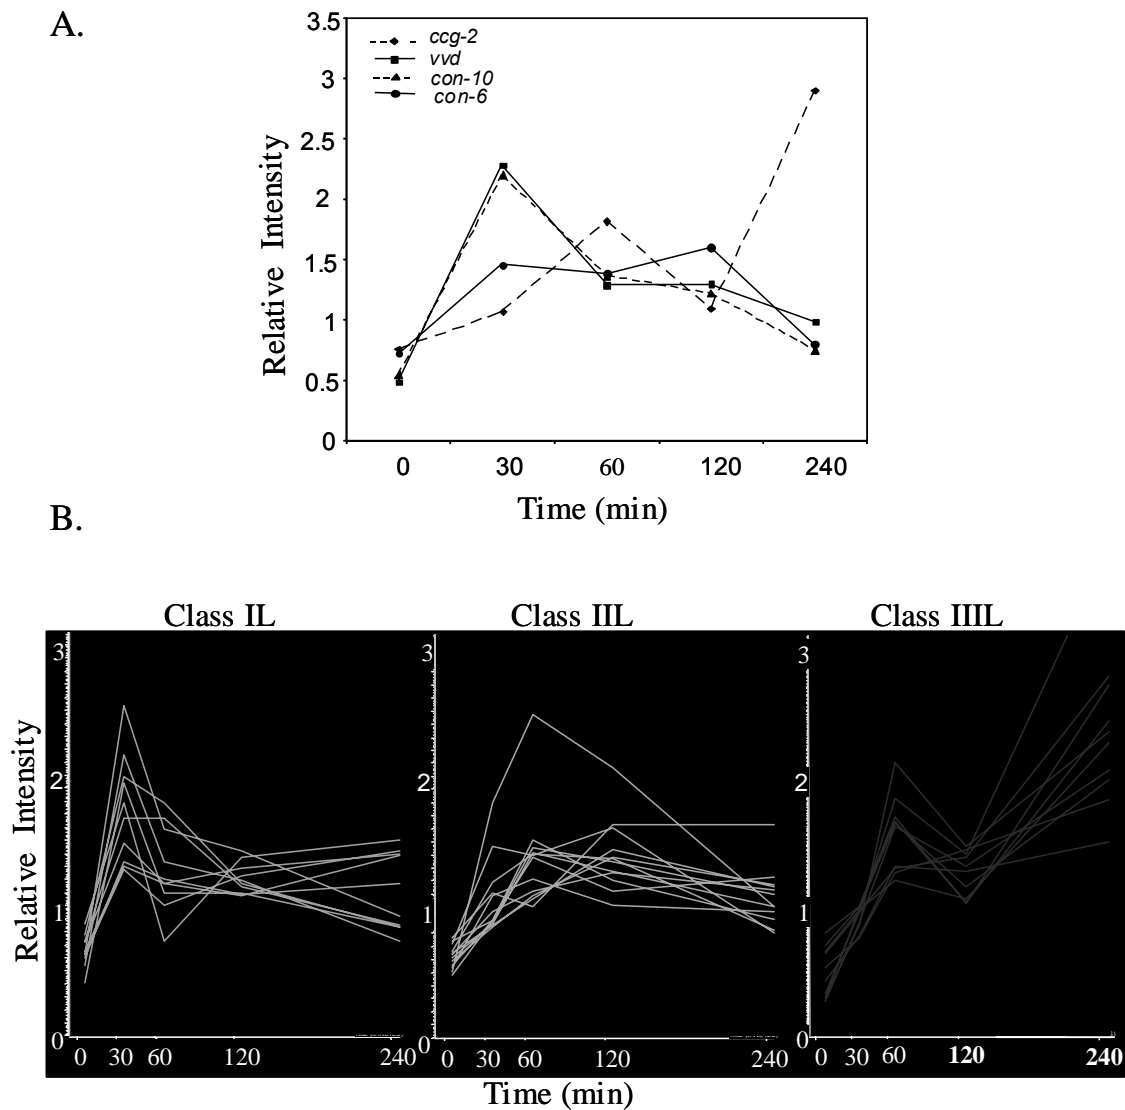 A.
3.5
3
2.5
2
1.5
1
0.5
0
Relative Intensity
ccg-2
vvd
con-10
con-6
0 30 60 120 240
Time (min)
B.
Class IL Class IIL Class IIIL
Relative Intensity
3 3 3
2 2 2
1 1 1
0 0 0
0 30 60 120 240 0 30 60 120 240 0 30 60 120 240
Time (min)